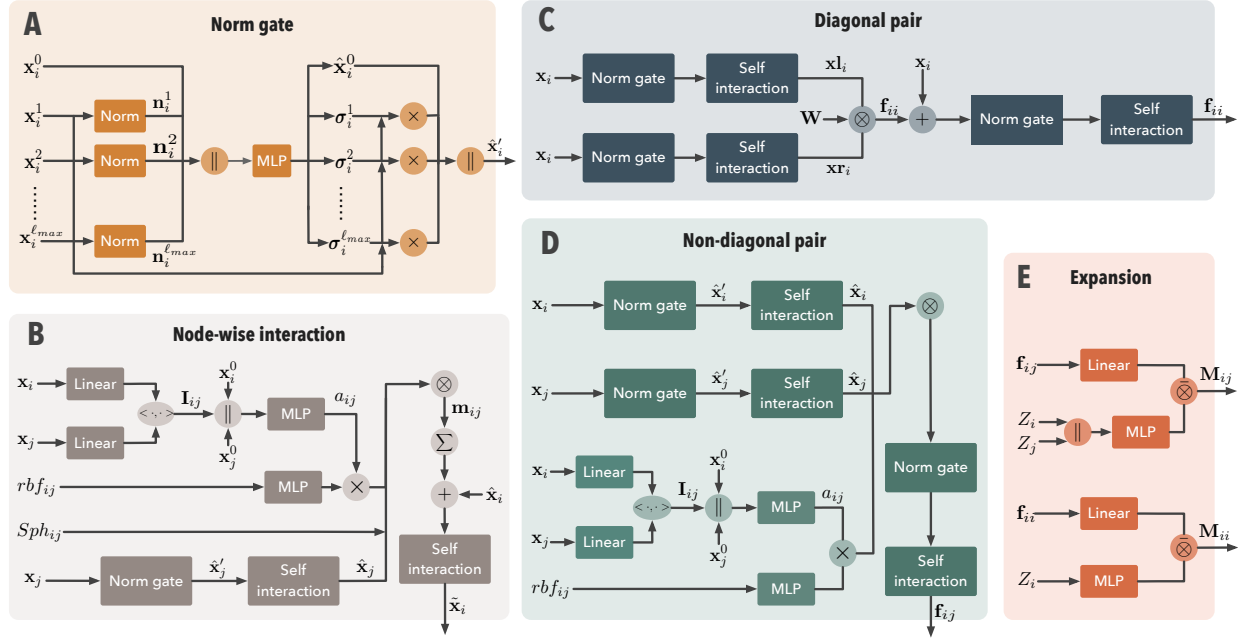 A Norm gate
x_i^0
x̂_i^0
x_i^1 Norm n_i^1 σ_i^1 ×
x_i^2 Norm n_i^2 || MLP σ_i^2 × || x̂'_i
...... ......
x_i^{ℓmax} Norm n_i^{ℓmax} σ_i^{ℓmax} ×
B Node-wise interaction
x_i Linear x_i^0 ⊗
<·,·> I_ij || MLP a_ij m_ij
x_j Linear x_j^0 Σ
rbf_ij MLP × + x̂_i
Sph_ij
x_j Norm gate x̂'_j Self interaction x̂_j Self interaction
x̃_i
C Diagonal pair
x_i Norm gate Self interaction xl_i x_i
W ⊗ f_ii + Norm gate Self interaction f_ii
x_i Norm gate Self interaction xr_i
D Non-diagonal pair
x_i Norm gate x̂'_i Self interaction x̂_i ⊗
x_j Norm gate x̂'_j Self interaction x̂_j
Norm gate
x_i Linear x_i^0
<·,·> I_ij || MLP a_ij
x_j Linear x_j^0 ×
rbf_ij MLP
Self interaction
f_ij
E Expansion
f_ij Linear
⊗̄ M_ij
Z_i
Z_j || MLP
f_ii Linear
⊗̄ M_ii
Z_i MLP